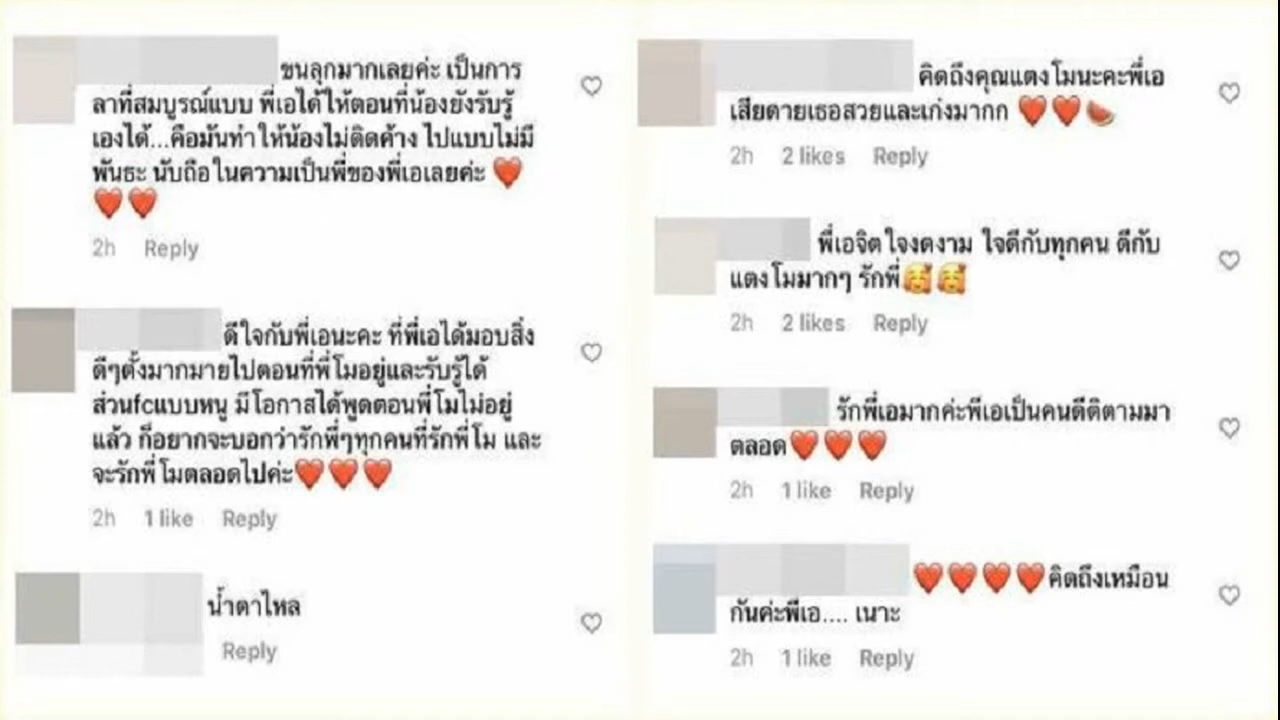 ขนลุกมากเลยค่ะ เป็นการ
ลาที่สมบูรณ์แบบ พี่เอได้ให้ตอนที่น้องยังรับรู้
เองได้...คือมันทำให้น้องไม่ติดค้าง ไปแบบไม่มี
พันธะ นับถือในความเป็นพี่ของพี่เอเลยค่ะ ❤️
❤️❤️
2h Reply
ดีใจกับพี่เอนะคะ ที่พี่เอได้มอบสิ่ง
ดีๆตั้งมากมายไปตอนที่พี่โมอยู่และรับรู้ได้
ส่วนfcแบบหนู มีโอกาสได้พูดตอนพี่โมไม่อยู่
แล้ว ก็อยากจะบอกว่ารักพี่ๆทุกคนที่รักพี่โม และ
จะรักพี่โมตลอดไปค่ะ❤️❤️❤️
2h 1 like Reply
น้ำตาไหล
Reply
คิดถึงคุณแตงโมนะคะพี่เอ
เสียดายเธอสวยและเก่งมากก ❤️❤️🍉
2h 2 likes Reply
พี่เอจิตใจงดงาม ใจดีกับทุกคน ดีกับ
แตงโมมากๆ รักพี่🥰🥰
2h 2 likes Reply
รักพี่เอมากค่ะพี่เอเป็นคนดีติตามมา
ตลอด❤️❤️❤️
2h 1 like Reply
❤️❤️❤️❤️คิดถึงเหมือน
กันค่ะพี่เอ.... เนาะ
2h 1 like Reply